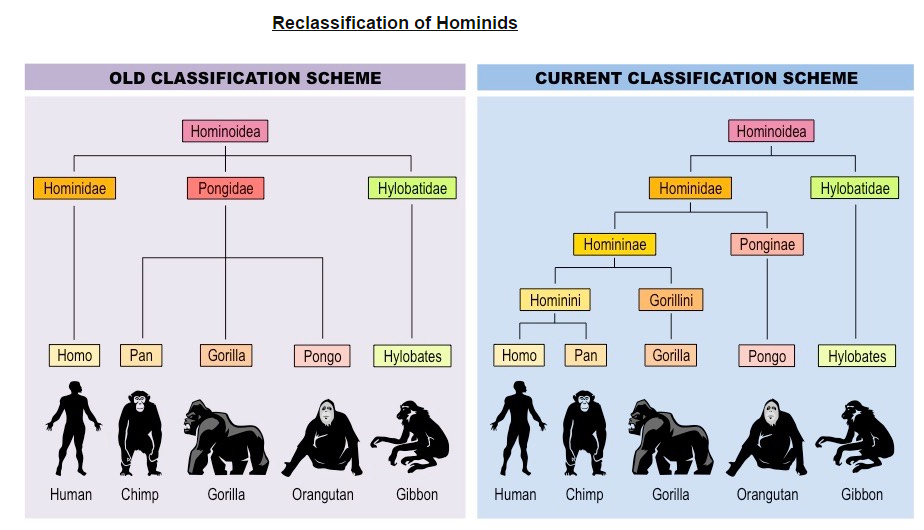 Reclassification of Hominids
OLD CLASSIFICATION SCHEME
Hominoidea
Hominidae Pongidae Hylobatidae
Homo Pan Gorilla Pongo Hylobates
Human Chimp Gorilla Orangutan Gibbon
CURRENT CLASSIFICATION SCHEME
Hominoidea
Hominidae Hylobatidae
Homininae Ponginae
Hominini Gorillini
Homo Pan Gorilla Pongo Hylobates
Human Chimp Gorilla Orangutan Gibbon